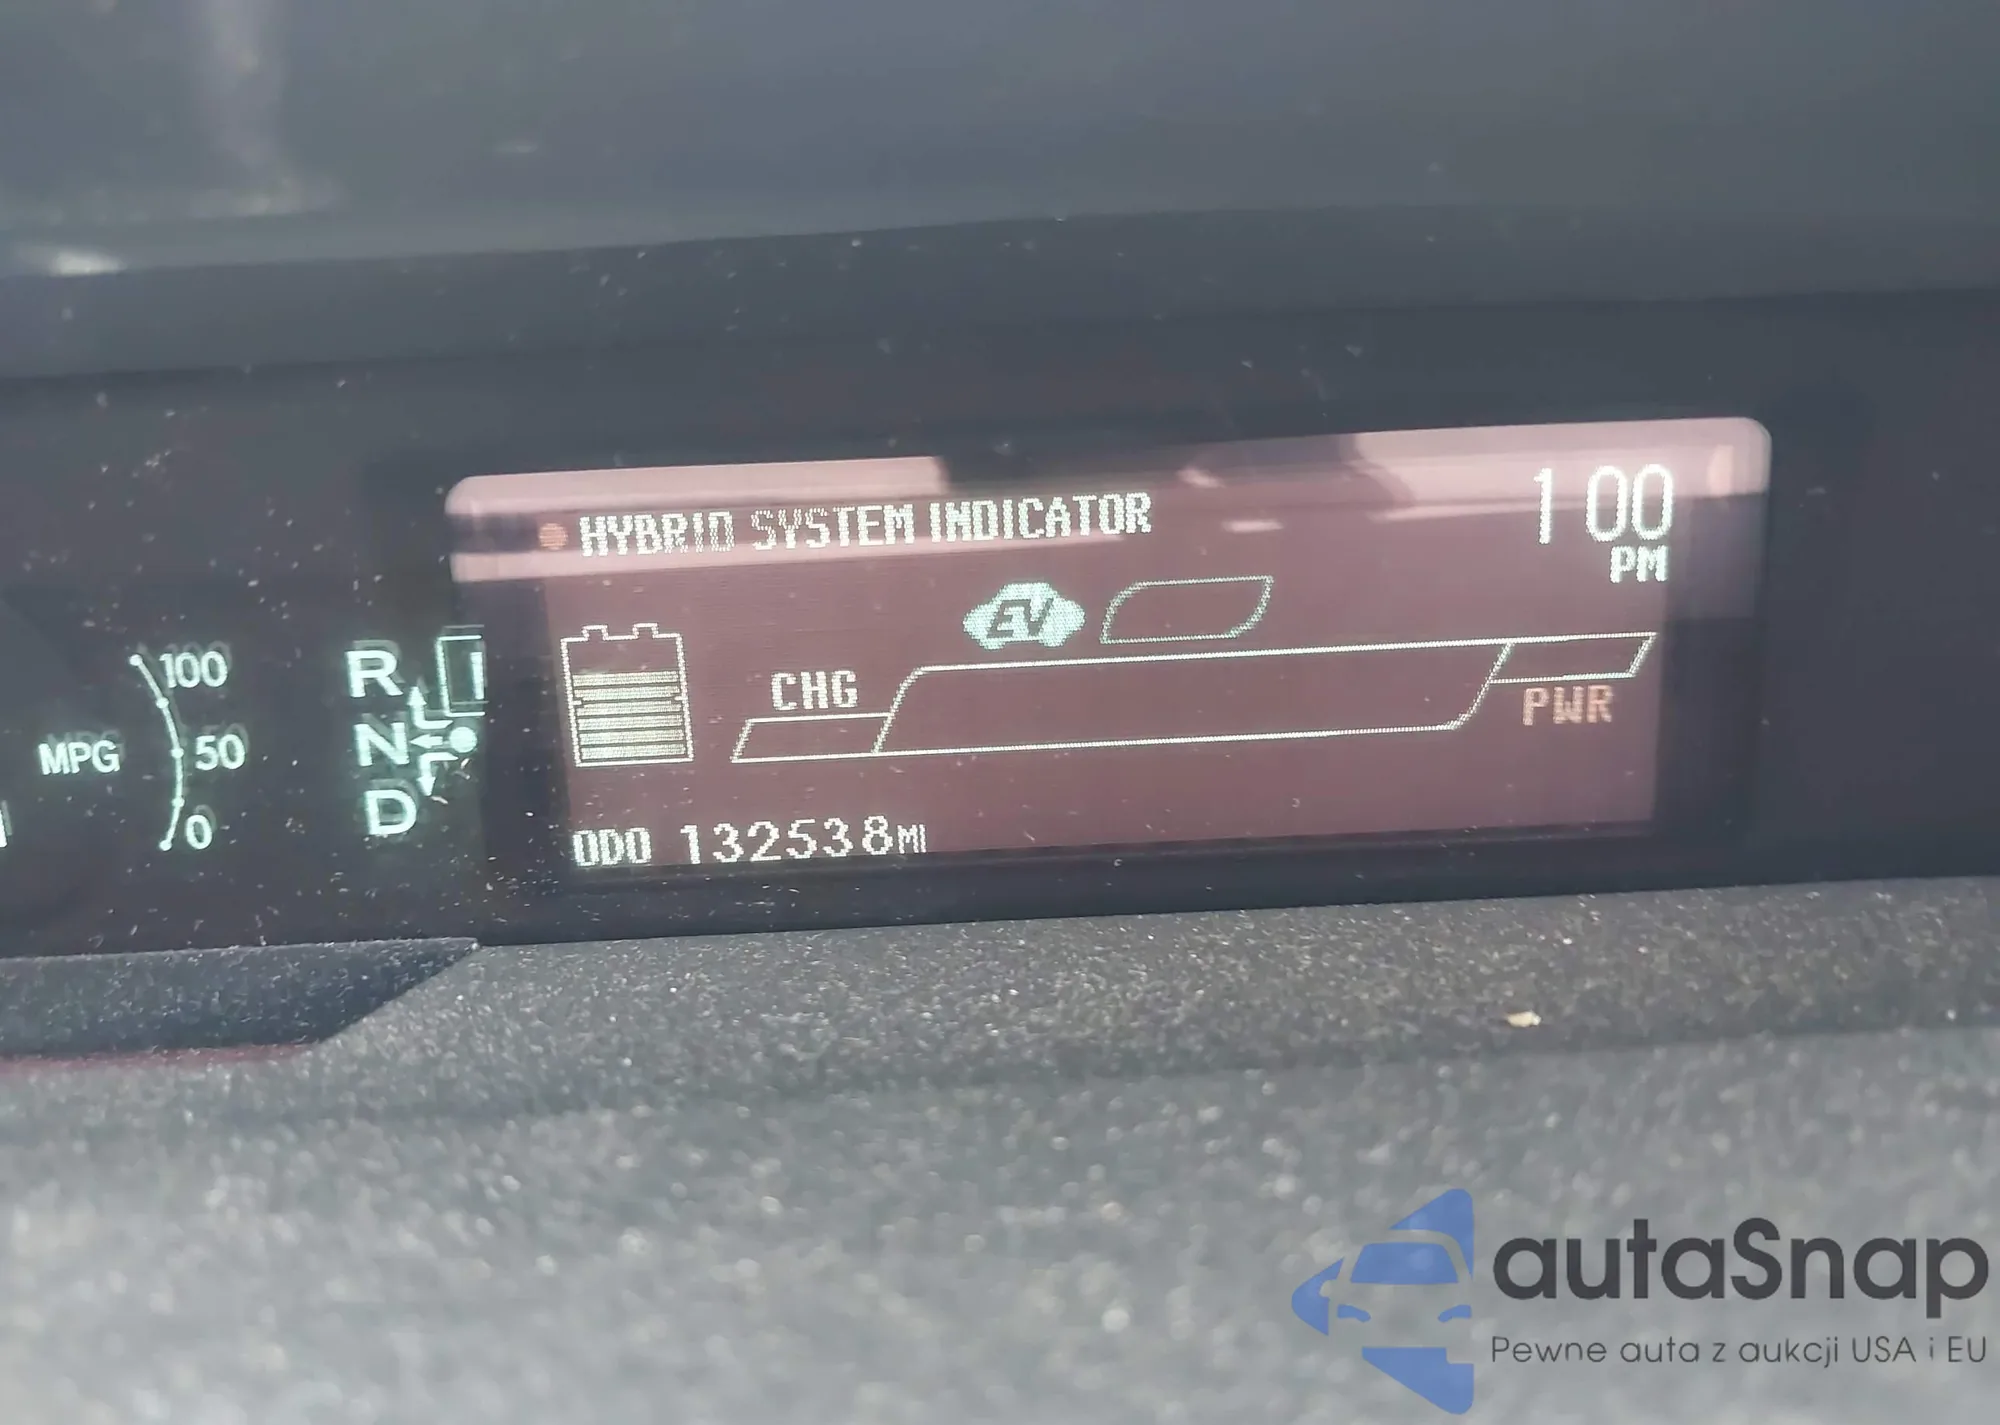 HYBRID SYSTEM INDICATOR
1 00
PM
EV
CHG
PWR
ODO 132538MI
MPG
100
50
0
R
N
D
autaSnap
Pewne auta z aukcji USA i EU